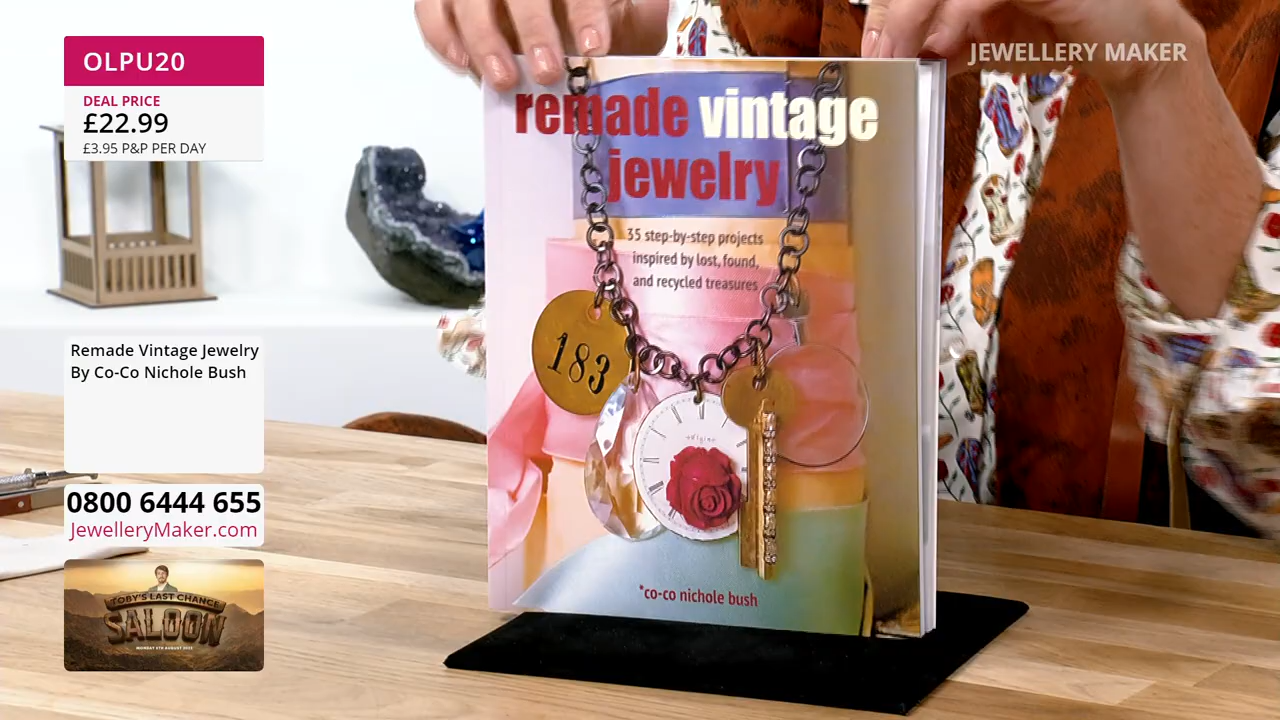 OLPU20
DEAL PRICE
£22.99
£3.95 P&P PER DAY
Remade Vintage Jewelry
By Co-Co Nichole Bush
0800 6444 655
JewelleryMaker.com
TOBY'S LAST CHANCE
SALOON
JEWELLERY MAKER
remade vintage
jewelry
35 step-by-step projects
inspired by lost, found,
and recycled treasures
183
*co-co nichole bush